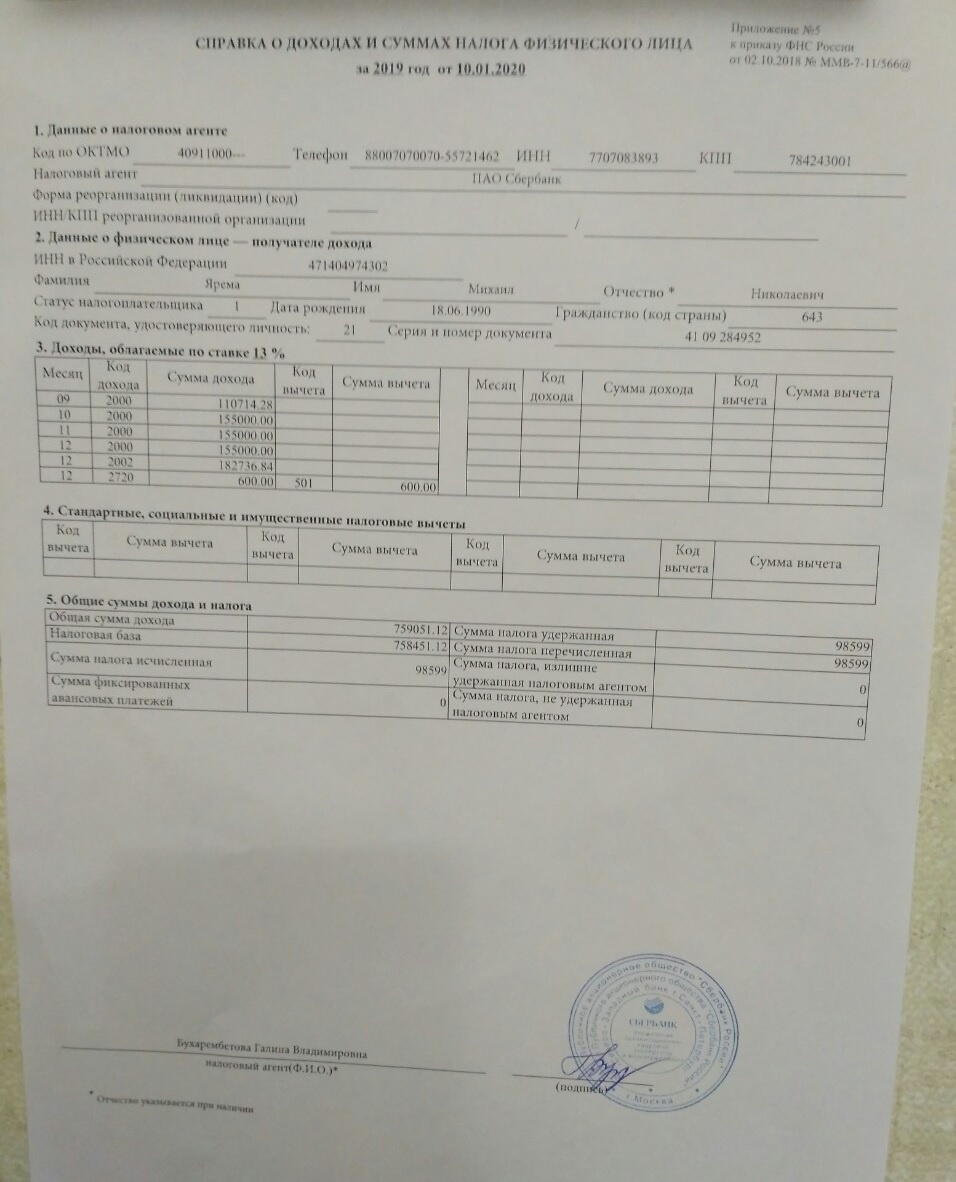 Приложение №5
к приказу ФНС России
от 02.10.2018 № ММВ-7-11/566@
СПРАВКА О ДОХОДАХ И СУММАХ НАЛОГА ФИЗИЧЕСКОГО ЛИЦА
за 2019 год от 10.01.2020
1. Данные о налоговом агенте
Код по ОКТМО 40911000--- Телефон 88007070070-55721462 ИНН 7707083893 КПП 784243001
Налоговый агент ПАО Сбербанк
Форма реорганизации (ликвидации) (код)
ИНН/КПП реорганизованной организации /
2. Данные о физическом лице — получателе дохода
ИНН в Российской Федерации 471404974302
Фамилия Ярема Имя Михаил Отчество * Николаевич
Статус налогоплательщика 1 Дата рождения 18.06.1990 Гражданство (код страны) 643
Код документа, удостоверяющего личность: 21 Серия и номер документа 41 09 284952
3. Доходы, облагаемые по ставке 13 %
Месяц Код дохода Сумма дохода Код вычета Сумма вычета Месяц Код дохода Сумма дохода Код вычета Сумма вычета
09 2000 110714.28
10 2000 155000.00
11 2000 155000.00
12 2000 155000.00
12 2002 182736.84
12 2720 600.00 501 600.00
4. Стандартные, социальные и имущественные налоговые вычеты
Код вычета Сумма вычета Код вычета Сумма вычета Код вычета Сумма вычета Код вычета Сумма вычета
5. Общие суммы дохода и налога
Общая сумма дохода 759051.12 Сумма налога удержанная 98599
Налоговая база 758451.12 Сумма налога перечисленная 98599
Сумма налога исчисленная 98599 Сумма налога, излишне удержанная налоговым агентом 0
Сумма фиксированных авансовых платежей 0 Сумма налога, не удержанная налоговым агентом 0
Бухарембетова Галина Владимировна
налоговый агент(Ф.И.О.)*
(подпись)
* Отчество указывается при наличии
Публичное акционерное общество "Сбербанк России"
СБЕРБАНК
г. Москва